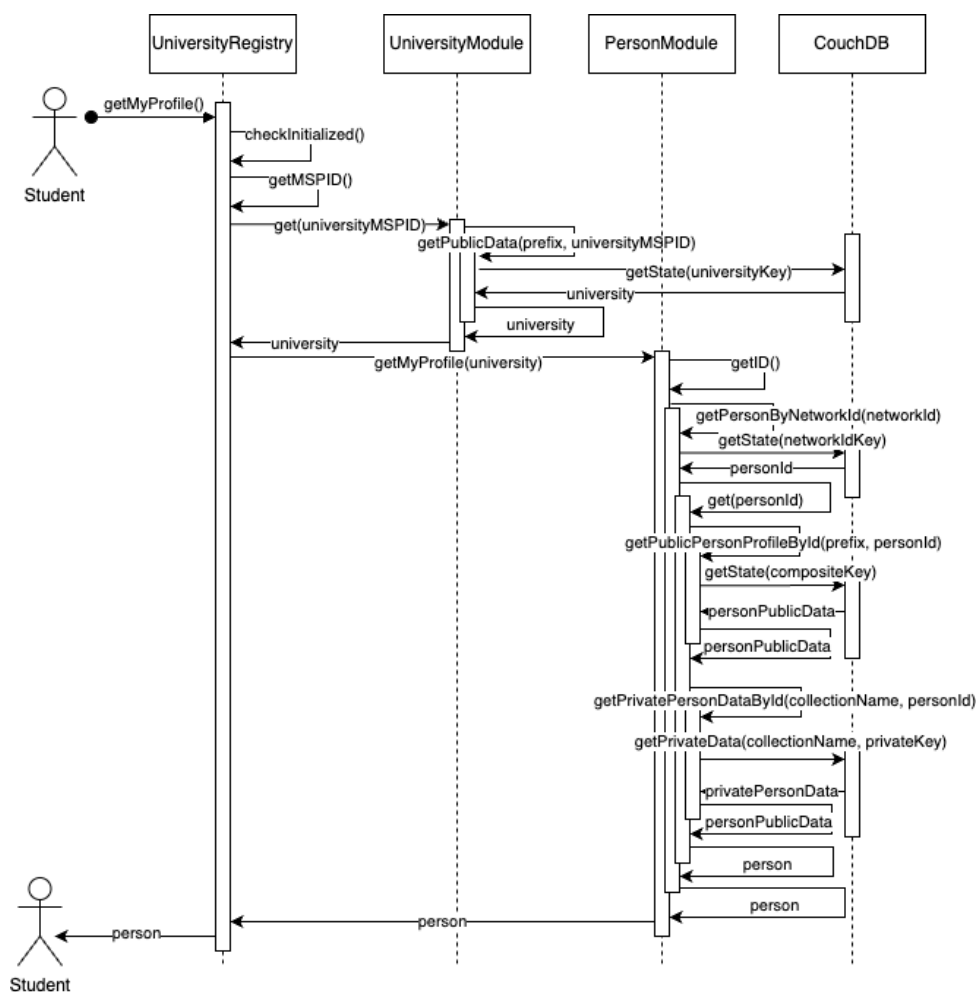 UniversityRegistry
UniversityModule
PersonModule
CouchDB
getMyProfile()
Student
checkInitialized()
getMSPID()
get(universityMSPID)
getPublicData(prefix, universityMSPID)
getState(universityKey)
university
university
university
getMyProfile(university)
getID()
getPersonByNetworkId(networkId)
getState(networkIdKey)
personId
get(personId)
getPublicPersonProfileById(prefix, personId)
getState(compositeKey)
personPublicData
personPublicData
getPrivatePersonDataById(collectionName, personId)
getPrivateData(collectionName, privateKey)
privatePersonData
personPublicData
person
person
person
person
Student